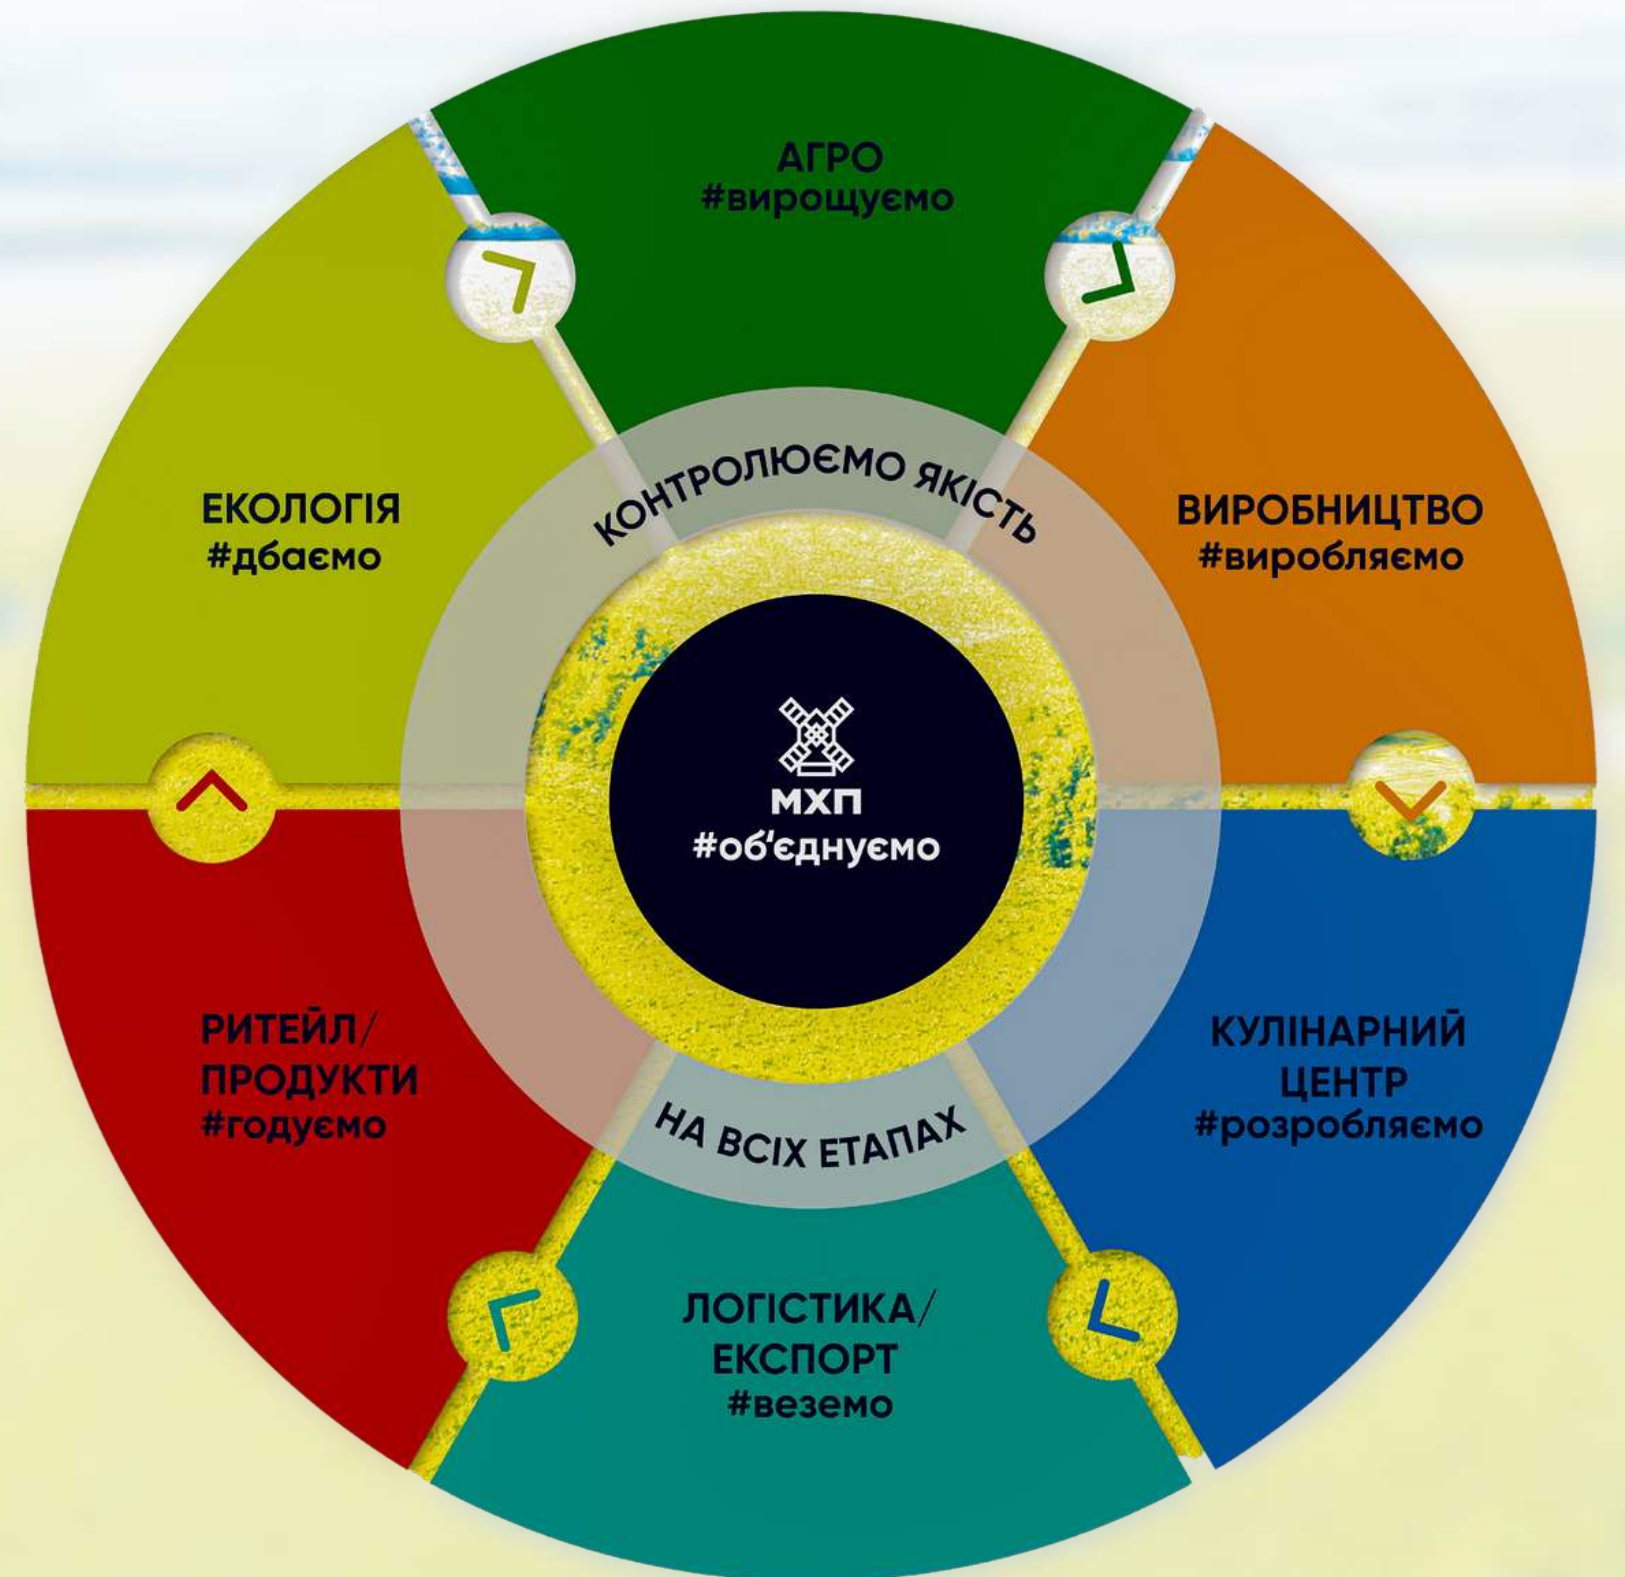 АГРО
#вирощуємо
ВИРОБНИЦТВО
#виробляємо
КУЛІНАРНИЙ
ЦЕНТР
#розробляємо
ЛОГІСТИКА/
ЕКСПОРТ
#веземо
РИТЕЙЛ/
ПРОДУКТИ
#годуємо
ЕКОЛОГІЯ
#дбаємо
КОНТРОЛЮЄМО ЯКІСТЬ
НА ВСІХ ЕТАПАХ
МХП
#об‘єднуємо